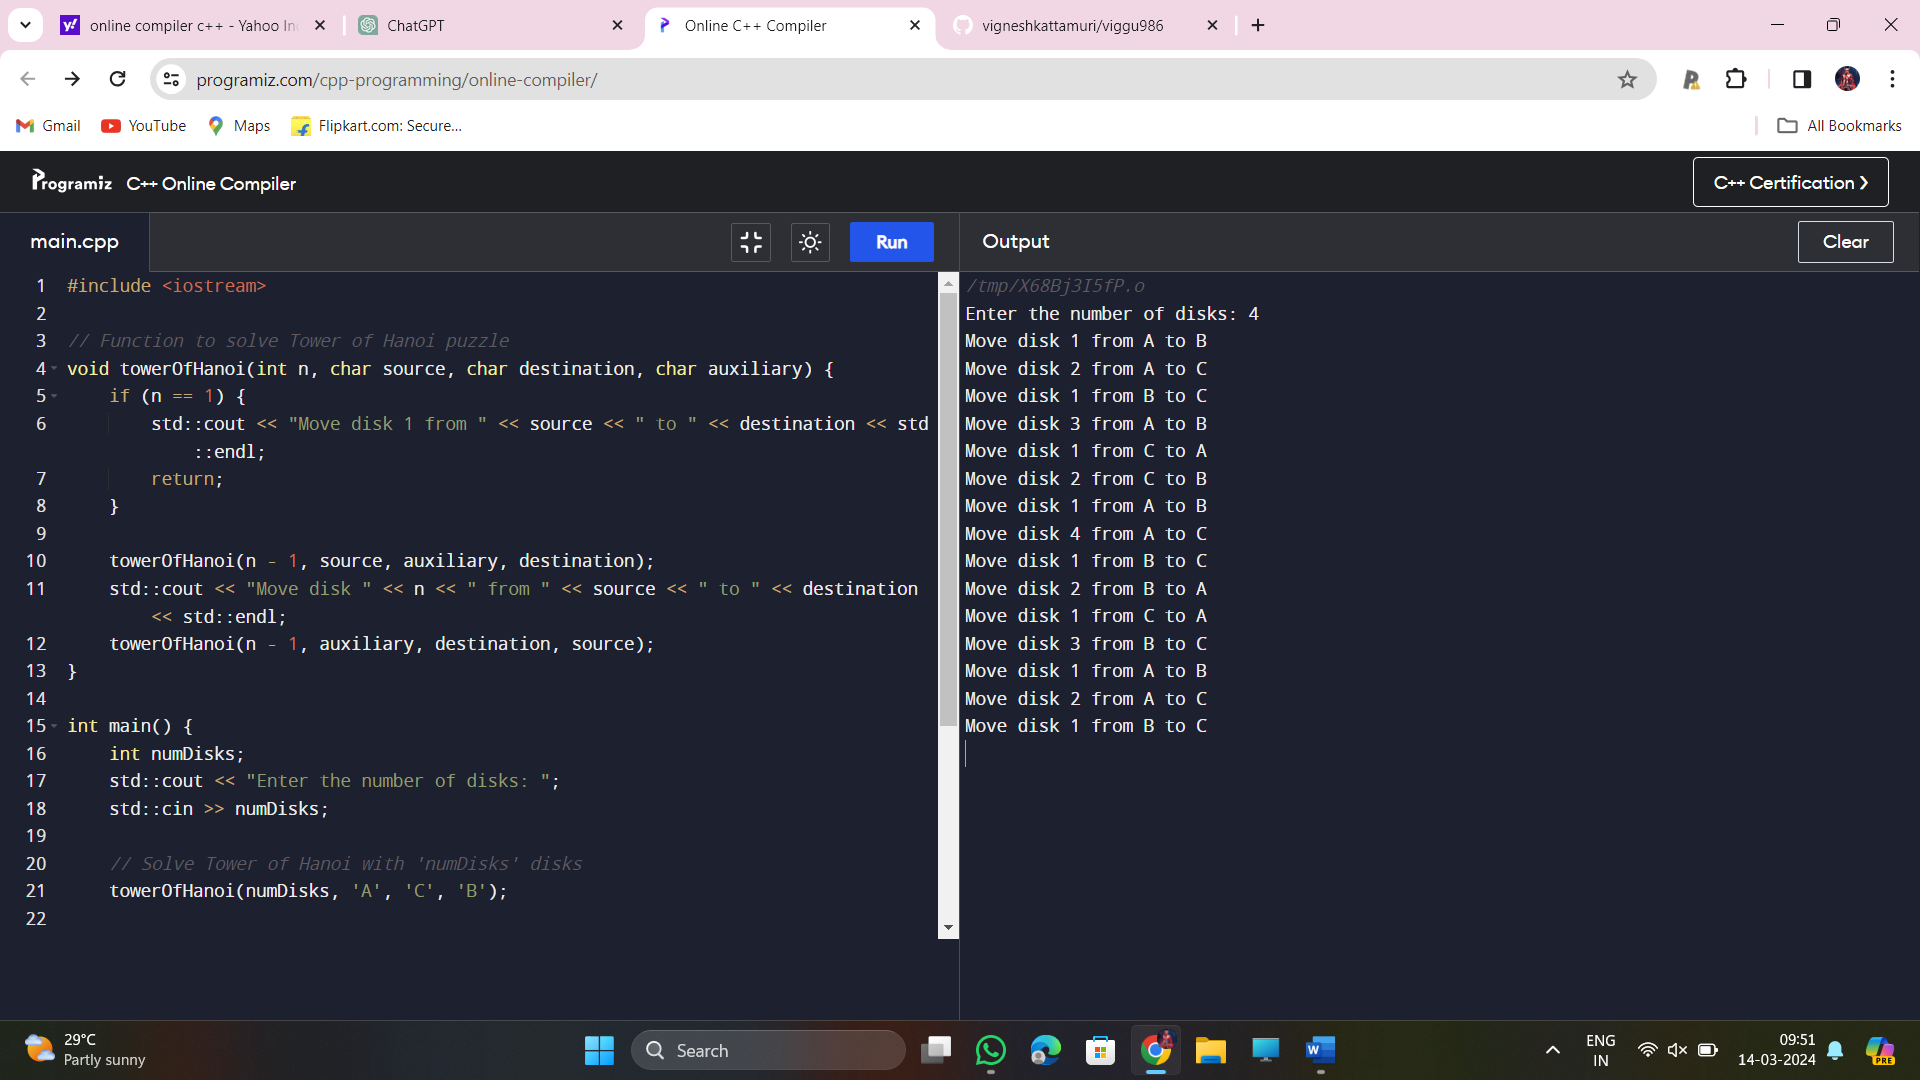 online compiler c++ - Yahoo In
ChatGPT
Online C++ Compiler
vigneshkattamuri/viggu986
programiz.com/cpp-programming/online-compiler/
Gmail
YouTube
Maps
Flipkart.com: Secure...
All Bookmarks
Programiz C++ Online Compiler
C++ Certification ❯
main.cpp
Run
Output
Clear
1 #include <iostream>
2
3 // Function to solve Tower of Hanoi puzzle
4 void towerOfHanoi(int n, char source, char destination, char auxiliary) {
5 if (n == 1) {
6 std::cout << "Move disk 1 from " << source << " to " << destination << std
::endl;
7 return;
8 }
9
10 towerOfHanoi(n - 1, source, auxiliary, destination);
11 std::cout << "Move disk " << n << " from " << source << " to " << destination
<< std::endl;
12 towerOfHanoi(n - 1, auxiliary, destination, source);
13 }
14
15 int main() {
16 int numDisks;
17 std::cout << "Enter the number of disks: ";
18 std::cin >> numDisks;
19
20 // Solve Tower of Hanoi with 'numDisks' disks
21 towerOfHanoi(numDisks, 'A', 'C', 'B');
22
/tmp/X68Bj3I5fP.o
Enter the number of disks: 4
Move disk 1 from A to B
Move disk 2 from A to C
Move disk 1 from B to C
Move disk 3 from A to B
Move disk 1 from C to A
Move disk 2 from C to B
Move disk 1 from A to B
Move disk 4 from A to C
Move disk 1 from B to C
Move disk 2 from B to A
Move disk 1 from C to A
Move disk 3 from B to C
Move disk 1 from A to B
Move disk 2 from A to C
Move disk 1 from B to C
29°C
Partly sunny
Search
ENG
IN
09:51
14-03-2024
PRE